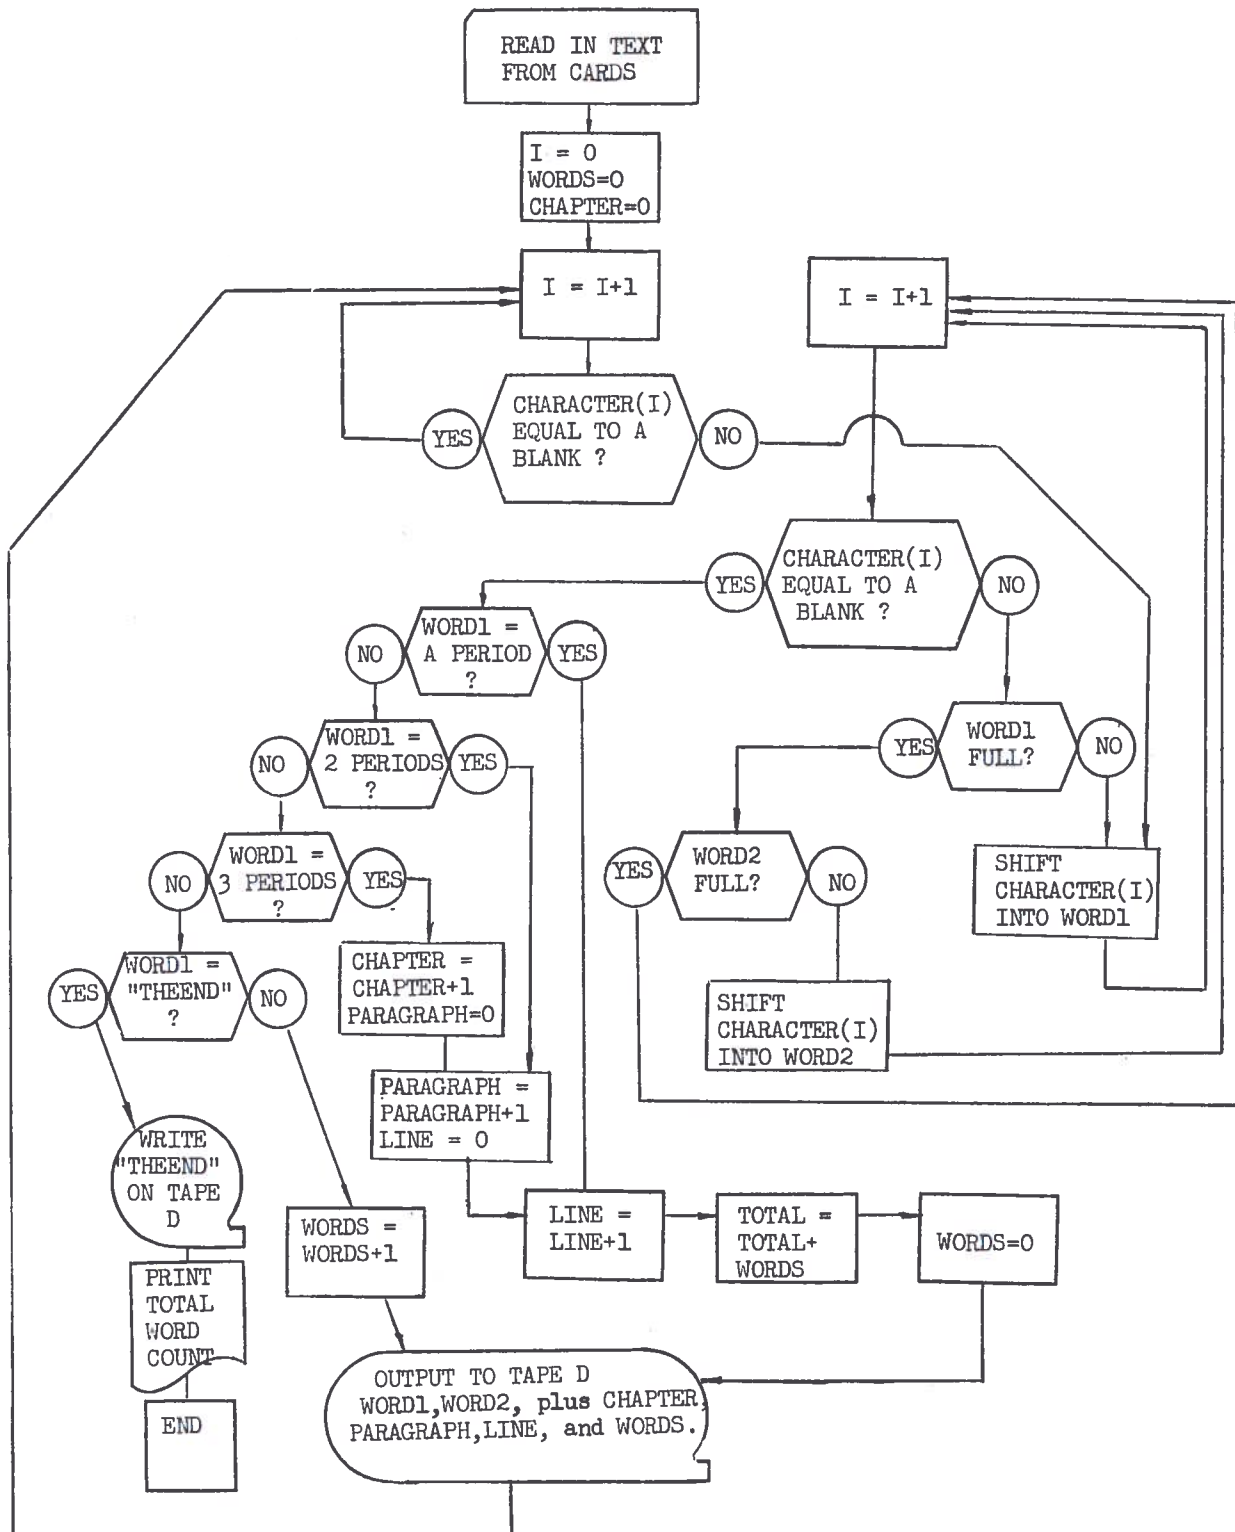 READ IN TEXT
FROM CARDS
I = 0
WORDS=0
CHAPTER=0
I = I+1
I = I+1
CHARACTER(I)
EQUAL TO A
BLANK ?
YES
NO
CHARACTER(I)
EQUAL TO A
BLANK ?
YES
NO
WORD1 =
A PERIOD
?
NO
YES
WORD1 =
2 PERIODS
?
NO
YES
WORD1
FULL?
YES
NO
WORD1 =
3 PERIODS
?
NO
YES
WORD2
FULL?
YES
NO
SHIFT
CHARACTER(I)
INTO WORD1
WORD1 =
"THEEND"
?
YES
NO
CHAPTER =
CHAPTER+1
PARAGRAPH=0
SHIFT
CHARACTER(I)
INTO WORD2
PARAGRAPH =
PARAGRAPH+1
LINE = 0
WRITE
"THEEND"
ON TAPE
D
WORDS =
WORDS+1
LINE =
LINE+1
TOTAL =
TOTAL+
WORDS
WORDS=0
PRINT
TOTAL
WORD
COUNT
END
OUTPUT TO TAPE D
WORD1,WORD2, plus CHAPTER,
PARAGRAPH,LINE, and WORDS.